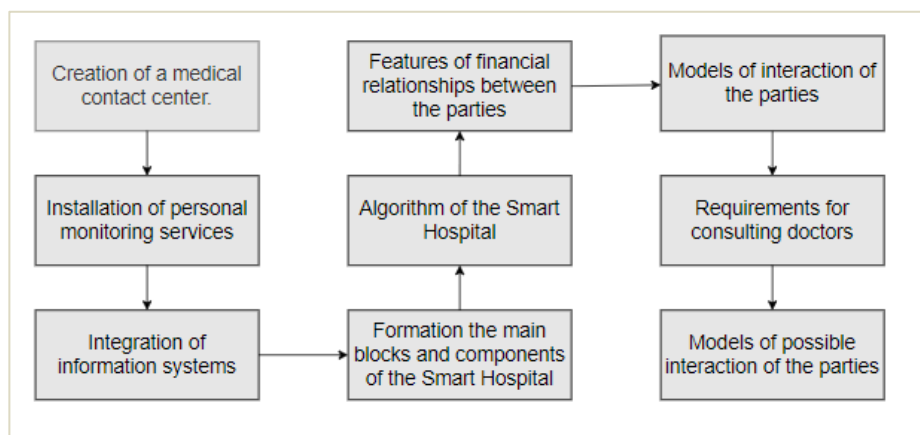 Creation of a medical
contact center.
Installation of personal
monitoring services
Integration of
information systems
Formation the main
blocks and components
of the Smart Hospital
Algorithm of the Smart
Hospital
Features of financial
relationships between
the parties
Models of interaction of
the parties
Requirements for
consulting doctors
Models of possible
interaction of the parties